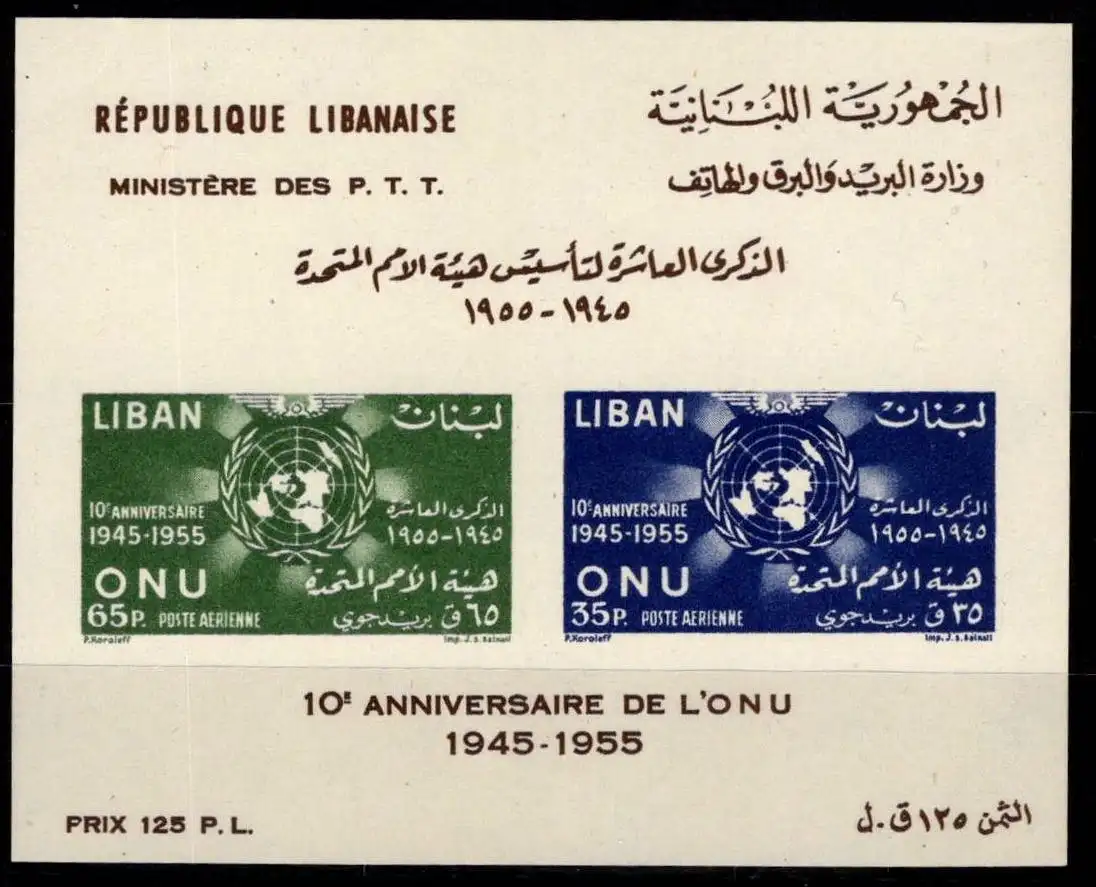 RÉPUBLIQUE LIBANAISE
الجمهورية اللبنانية
MINISTÈRE DES P. T. T.
وزارة البريد والبرق والهاتف
الذكرى العاشرة لتأسيس هيئة الأمم المتحدة
١٩٤٥-١٩٥٥
LIBAN لبنان
10E ANNIVERSAIRE الذكرى العاشرة
1945-1955 ١٩٤٥-١٩٥٥
ONU هيئة الأمم المتحدة
65P. POSTE AERIENNE ٦٥ ق بريد جوي
P.Koroleff
LIBAN لبنان
10E ANNIVERSAIRE الذكرى العاشرة
1945-1955 ١٩٤٥-١٩٥٥
ONU هيئة الأمم المتحدة
35P. POSTE AERIENNE ٣٥ ق بريد جوي
P.Koroleff
10E ANNIVERSAIRE DE L'ONU
1945-1955
PRIX 125 P. L.
الثمن ١٢٥ ق.ل